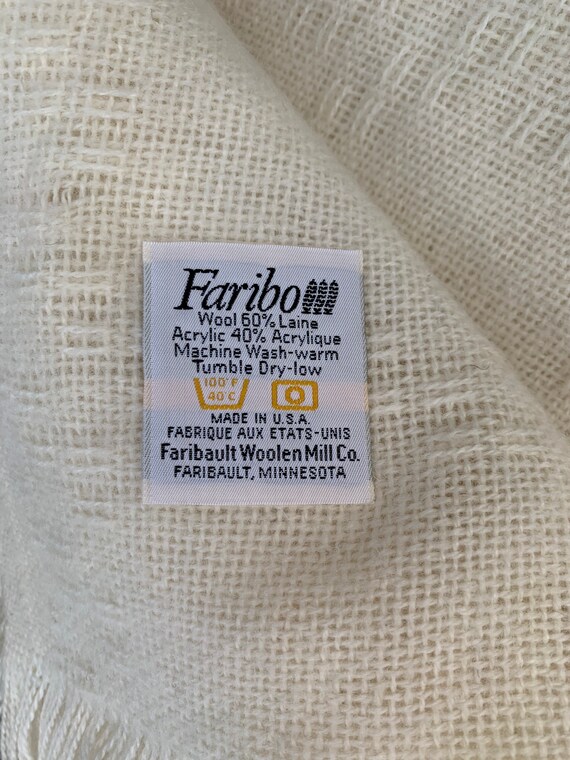 Faribo
Wool 60% Laine
Acrylic 40% Acrylique
Machine Wash-warm
Tumble Dry-low
100°F
40 C
MADE IN U.S.A.
FABRIQUE AUX ETATS-UNIS
Faribault Woolen Mill Co.
FARIBAULT, MINNESOTA